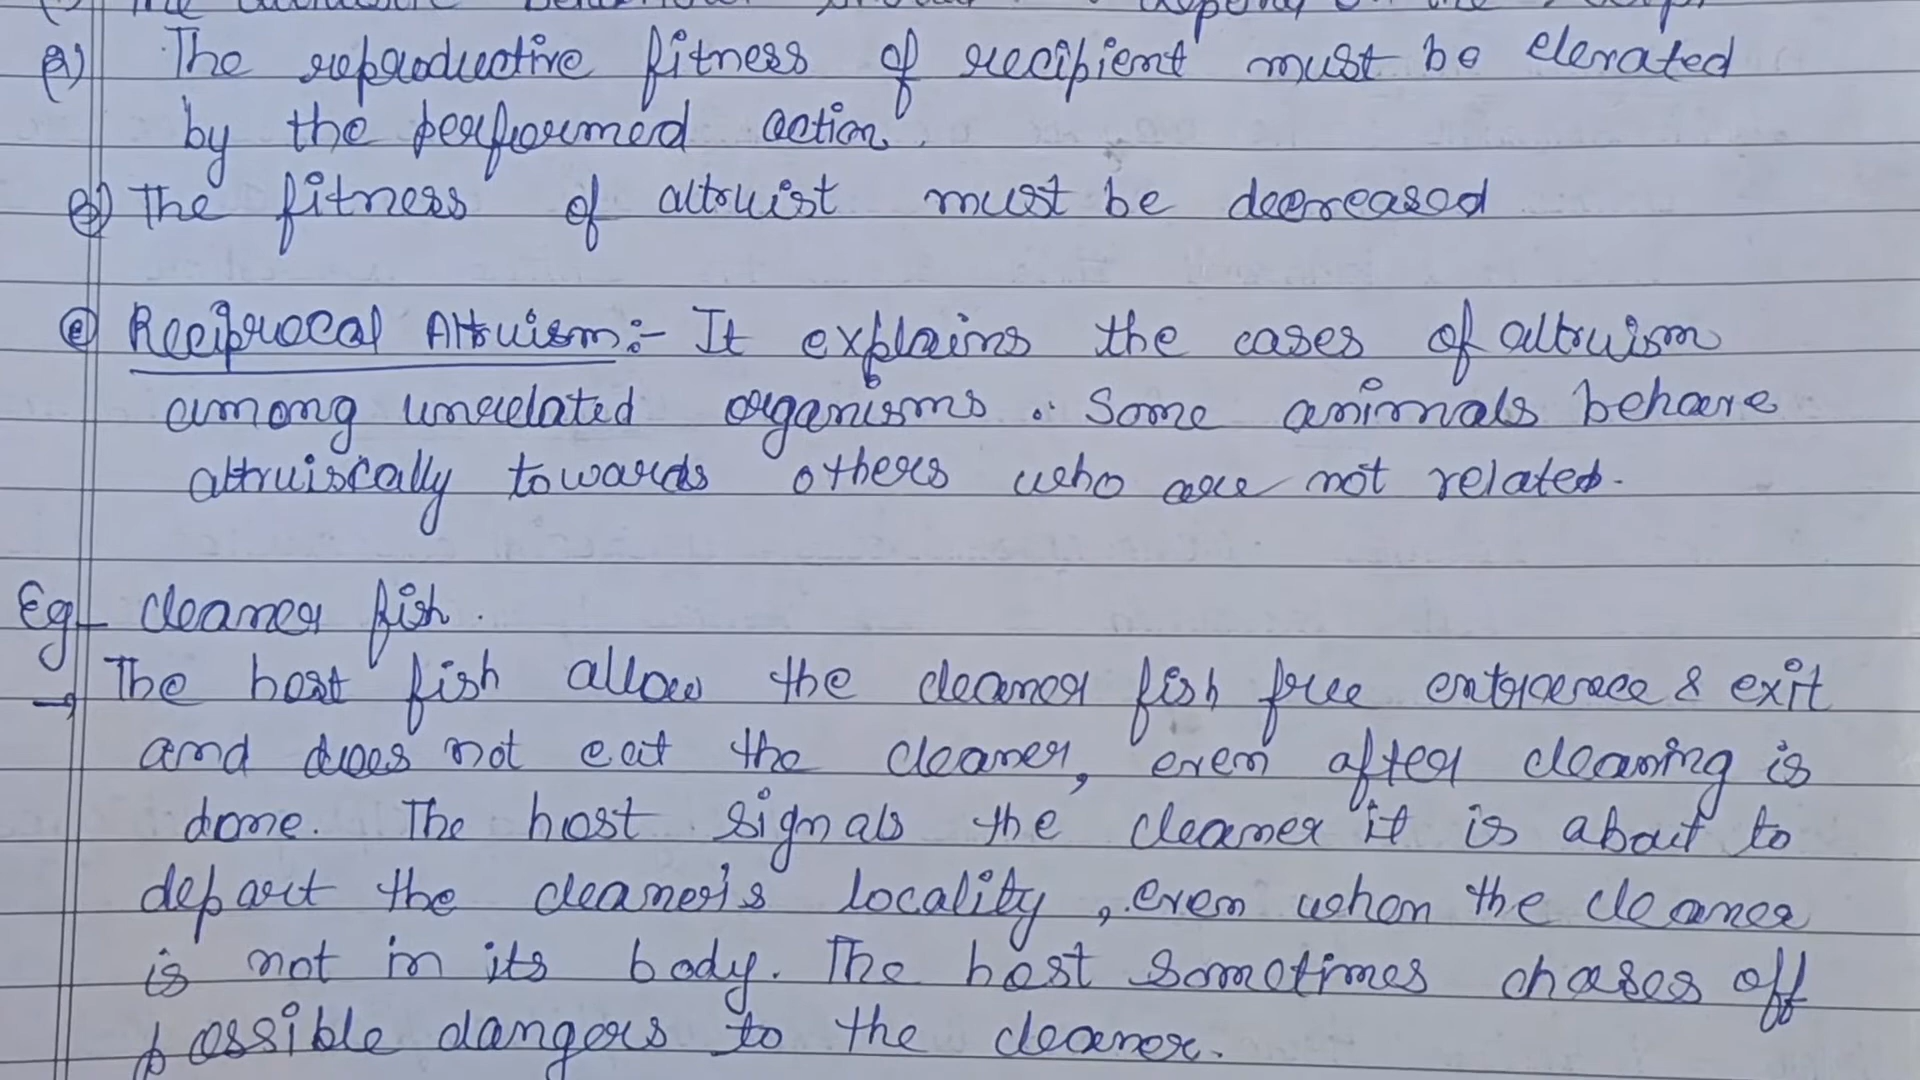 2) The reproductive fitness of recipient must be elevated
by the performed action.
3) The fitness of altruist must be decreased
e) Reciprocal Altruism:- It explains the cases of altruism
among unrelated organisms. Some animals behave
altruiscally towards others who are not related.
Eg- cleaner fish.
→ The host fish allow the cleaner fish free enterance & exit
and does not eat the cleaner, even after cleaning is
done. The host signals the cleaner it is about to
depart the cleaner's locality, even when the cleaner
is not in its body. The host sometimes chases off
possible dangers to the cleaner.